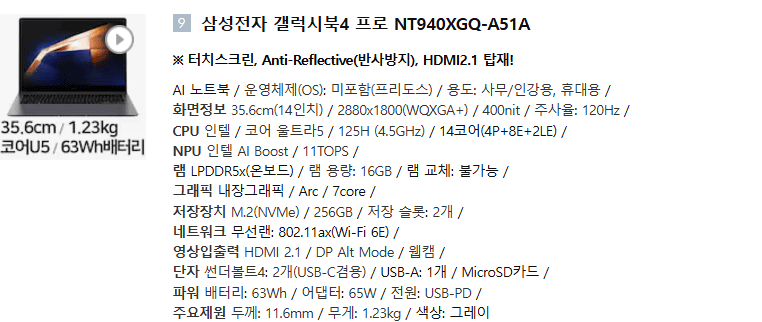 9 삼성전자 갤럭시북4 프로 NT940XGQ-A51A
※ 터치스크린, Anti-Reflective(반사방지), HDMI2.1 탑재!
AI 노트북 / 운영체제(OS): 미포함(프리도스) / 용도: 사무/인강용, 휴대용 /
화면정보 35.6cm(14인치) / 2880x1800(WQXGA+) / 400nit / 주사율: 120Hz /
CPU 인텔 / 코어 울트라5 / 125H (4.5GHz) / 14코어(4P+8E+2LE) /
NPU 인텔 AI Boost / 11TOPS /
램 LPDDR5x(온보드) / 램 용량: 16GB / 램 교체: 불가능 /
그래픽 내장그래픽 / Arc / 7core /
저장장치 M.2(NVMe) / 256GB / 저장 슬롯: 2개 /
네트워크 무선랜: 802.11ax(Wi-Fi 6E) /
영상입출력 HDMI 2.1 / DP Alt Mode / 웹캠 /
단자 썬더볼트4: 2개(USB-C겸용) / USB-A: 1개 / MicroSD카드 /
파워 배터리: 63Wh / 어댑터: 65W / 전원: USB-PD /
주요제원 두께: 11.6mm / 무게: 1.23kg / 색상: 그레이
35.6cm / 1.23kg
코어U5 / 63Wh배터리